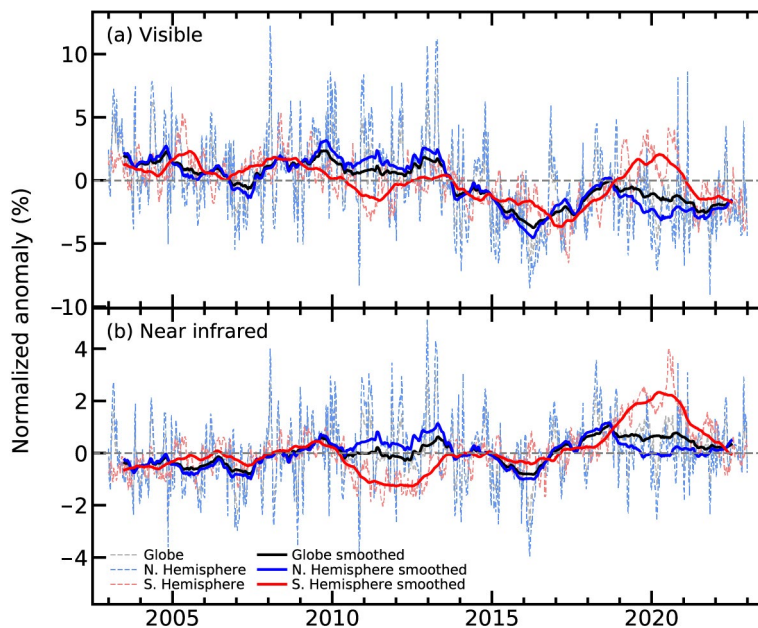 (a) Visible
10
5
0
−5
−10
Normalized anomaly (%)
(b) Near infrared
4
2
0
−2
−4
Globe
N. Hemisphere
S. Hemisphere
Globe smoothed
N. Hemisphere smoothed
S. Hemisphere smoothed
2005 2010 2015 2020